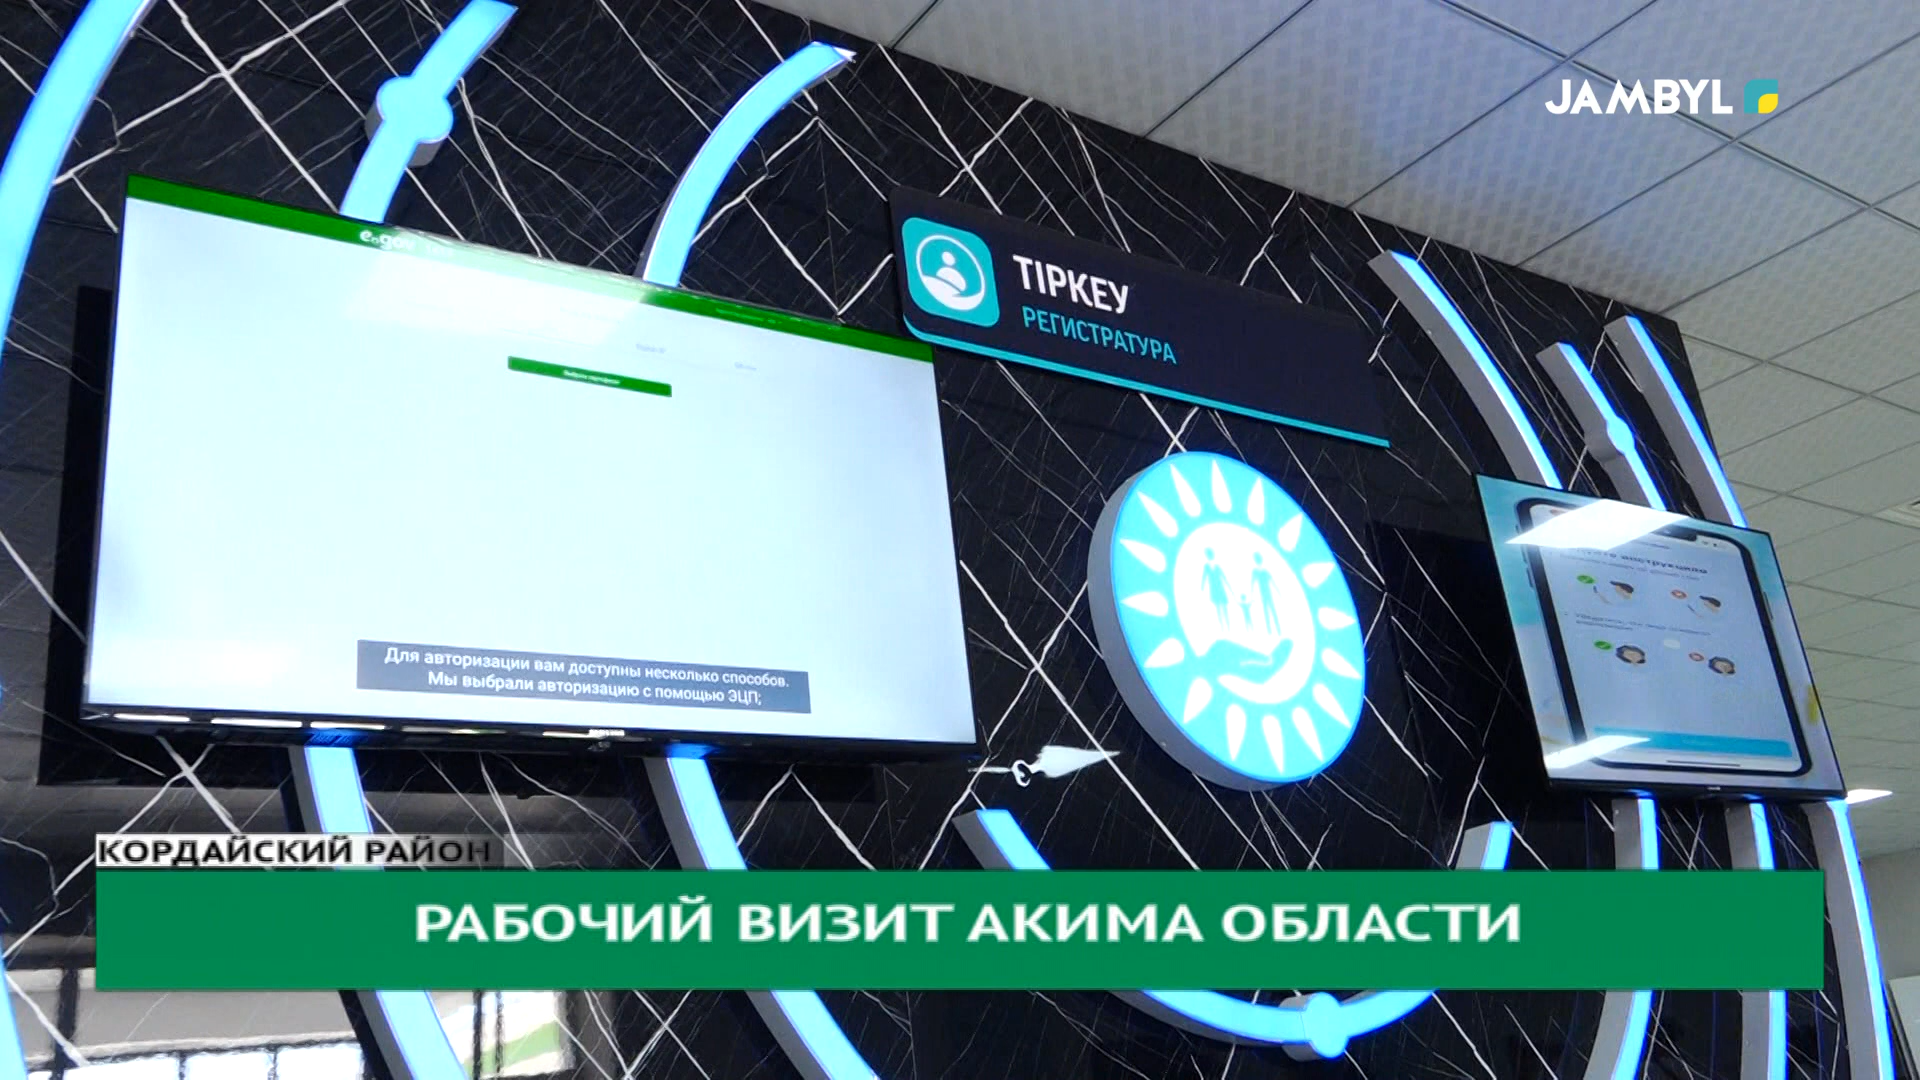 JAMBYL
egov
ТІРКЕУ
РЕГИСТРАТУРА
Для авторизации вам доступны несколько способов.
Мы выбрали авторизацию с помощью ЭЦП;
КОРДАЙСКИЙ РАЙОН
РАБОЧИЙ ВИЗИТ АКИМА ОБЛАСТИ